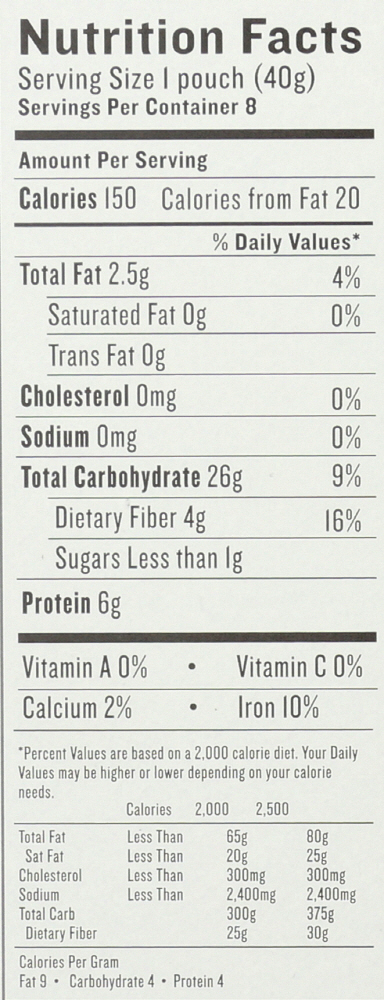 Nutrition Facts
Serving Size 1 pouch (40g)
Servings Per Container 8
Amount Per Serving
Calories 150 Calories from Fat 20
% Daily Values*
Total Fat 2.5g 4%
Saturated Fat 0g 0%
Trans Fat 0g
Cholesterol 0mg 0%
Sodium 0mg 0%
Total Carbohydrate 26g 9%
Dietary Fiber 4g 16%
Sugars Less than 1g
Protein 6g
Vitamin A 0% • Vitamin C 0%
Calcium 2% • Iron 10%
*Percent Values are based on a 2,000 calorie diet. Your Daily
Values may be higher or lower depending on your calorie
needs.
Calories 2,000 2,500
Total Fat Less Than 65g 80g
Sat Fat Less Than 20g 25g
Cholesterol Less Than 300mg 300mg
Sodium Less Than 2,400mg 2,400mg
Total Carb 300g 375g
Dietary Fiber 25g 30g
Calories Per Gram
Fat 9 • Carbohydrate 4 • Protein 4